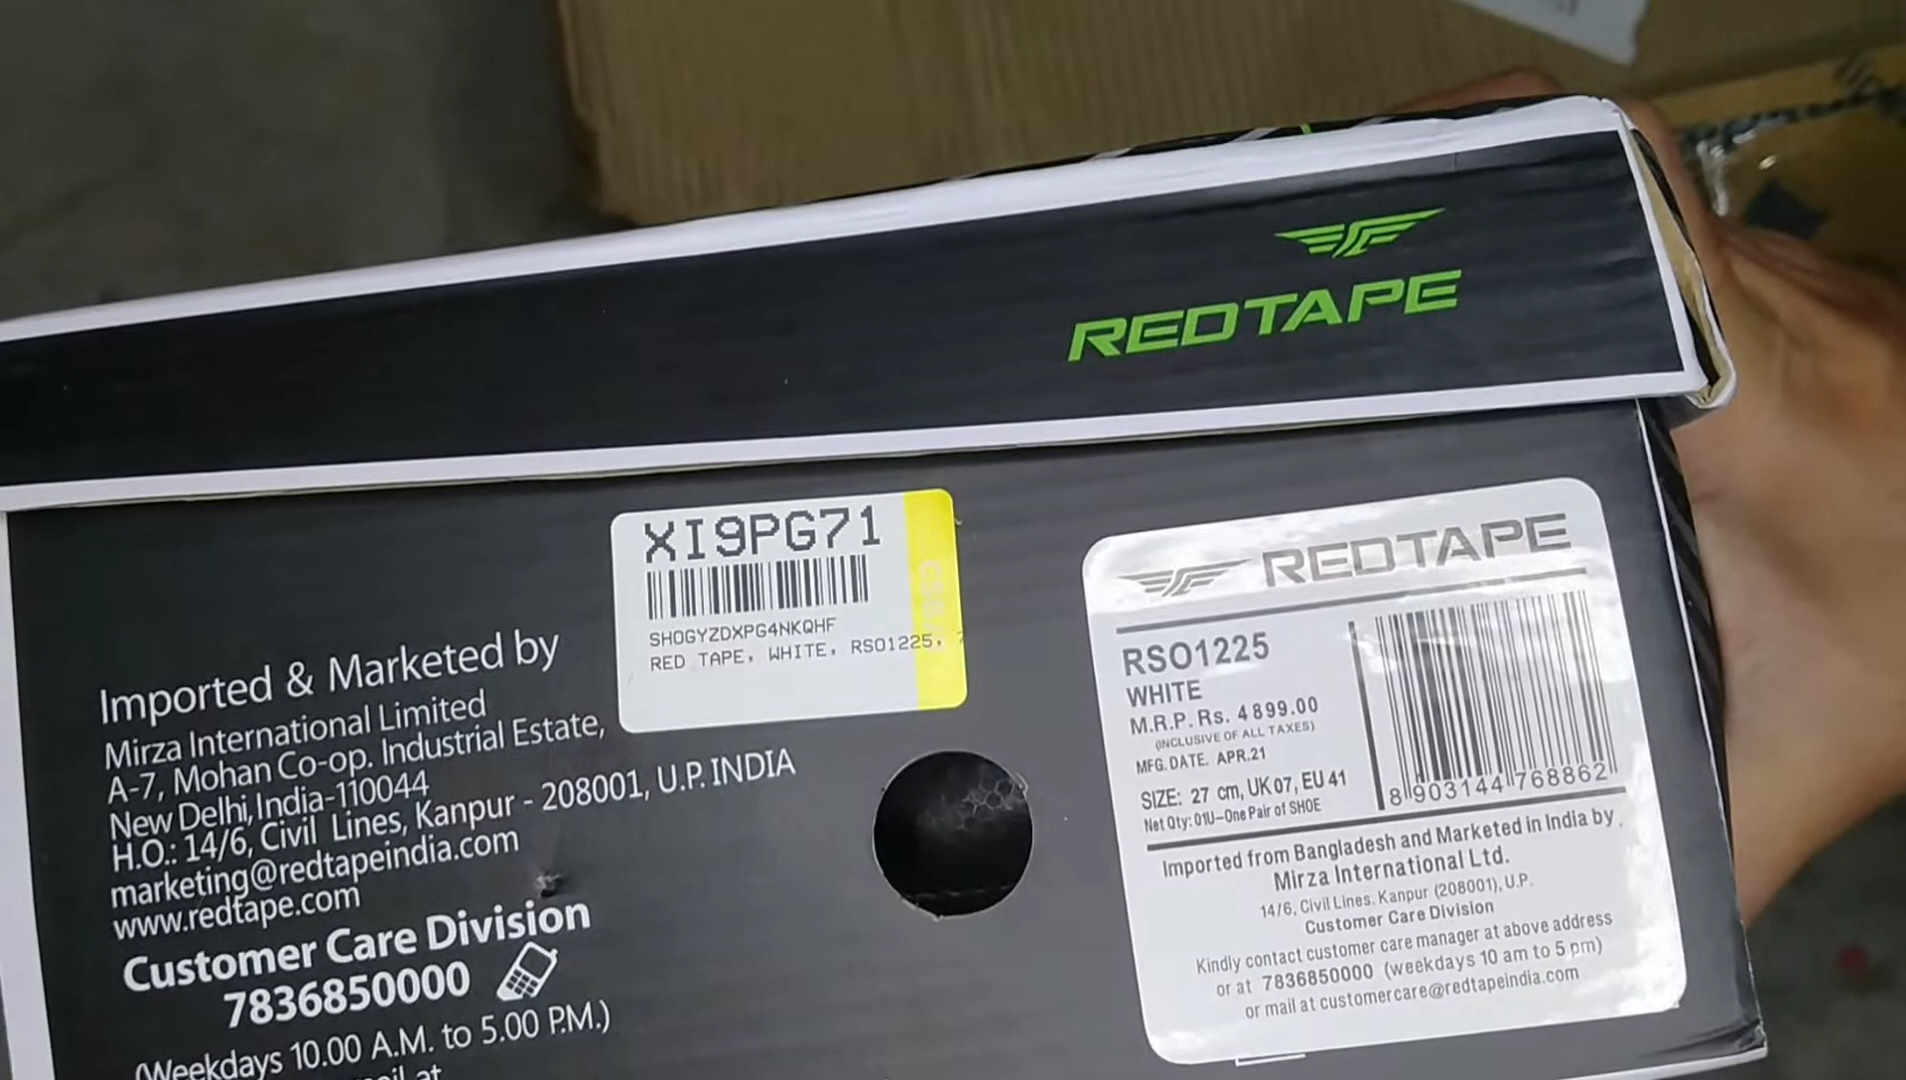 REDTAPE
XI9PG71
SHOGYZDXPG4NKQHF
RED TAPE, WHITE, RSO1225,
Imported & Marketed by
Mirza International Limited
A-7, Mohan Co-op. Industrial Estate,
New Delhi, India-110044
H.O.: 14/6, Civil Lines, Kanpur - 208001, U.P. INDIA
marketing@redtapeindia.com
www.redtape.com
Customer Care Division
7836850000
(Weekdays 10.00 A.M. to 5.00 P.M.)
REDTAPE
RSO1225
WHITE
M.R.P. Rs. 4899.00
(INCLUSIVE OF ALL TAXES)
MFG. DATE. APR.21
SIZE: 27 cm, UK 07, EU 41
Net Qty: 01U-One Pair of SHOE
8 903144 768862
Imported from Bangladesh and Marketed in India by
Mirza International Ltd.
14/6, Civil Lines, Kanpur (208001), U.P.
Customer Care Division
Kindly contact customer care manager at above address
or at 7836850000 (weekdays 10 am to 5 pm)
or mail at customercare@redtapeindia.com